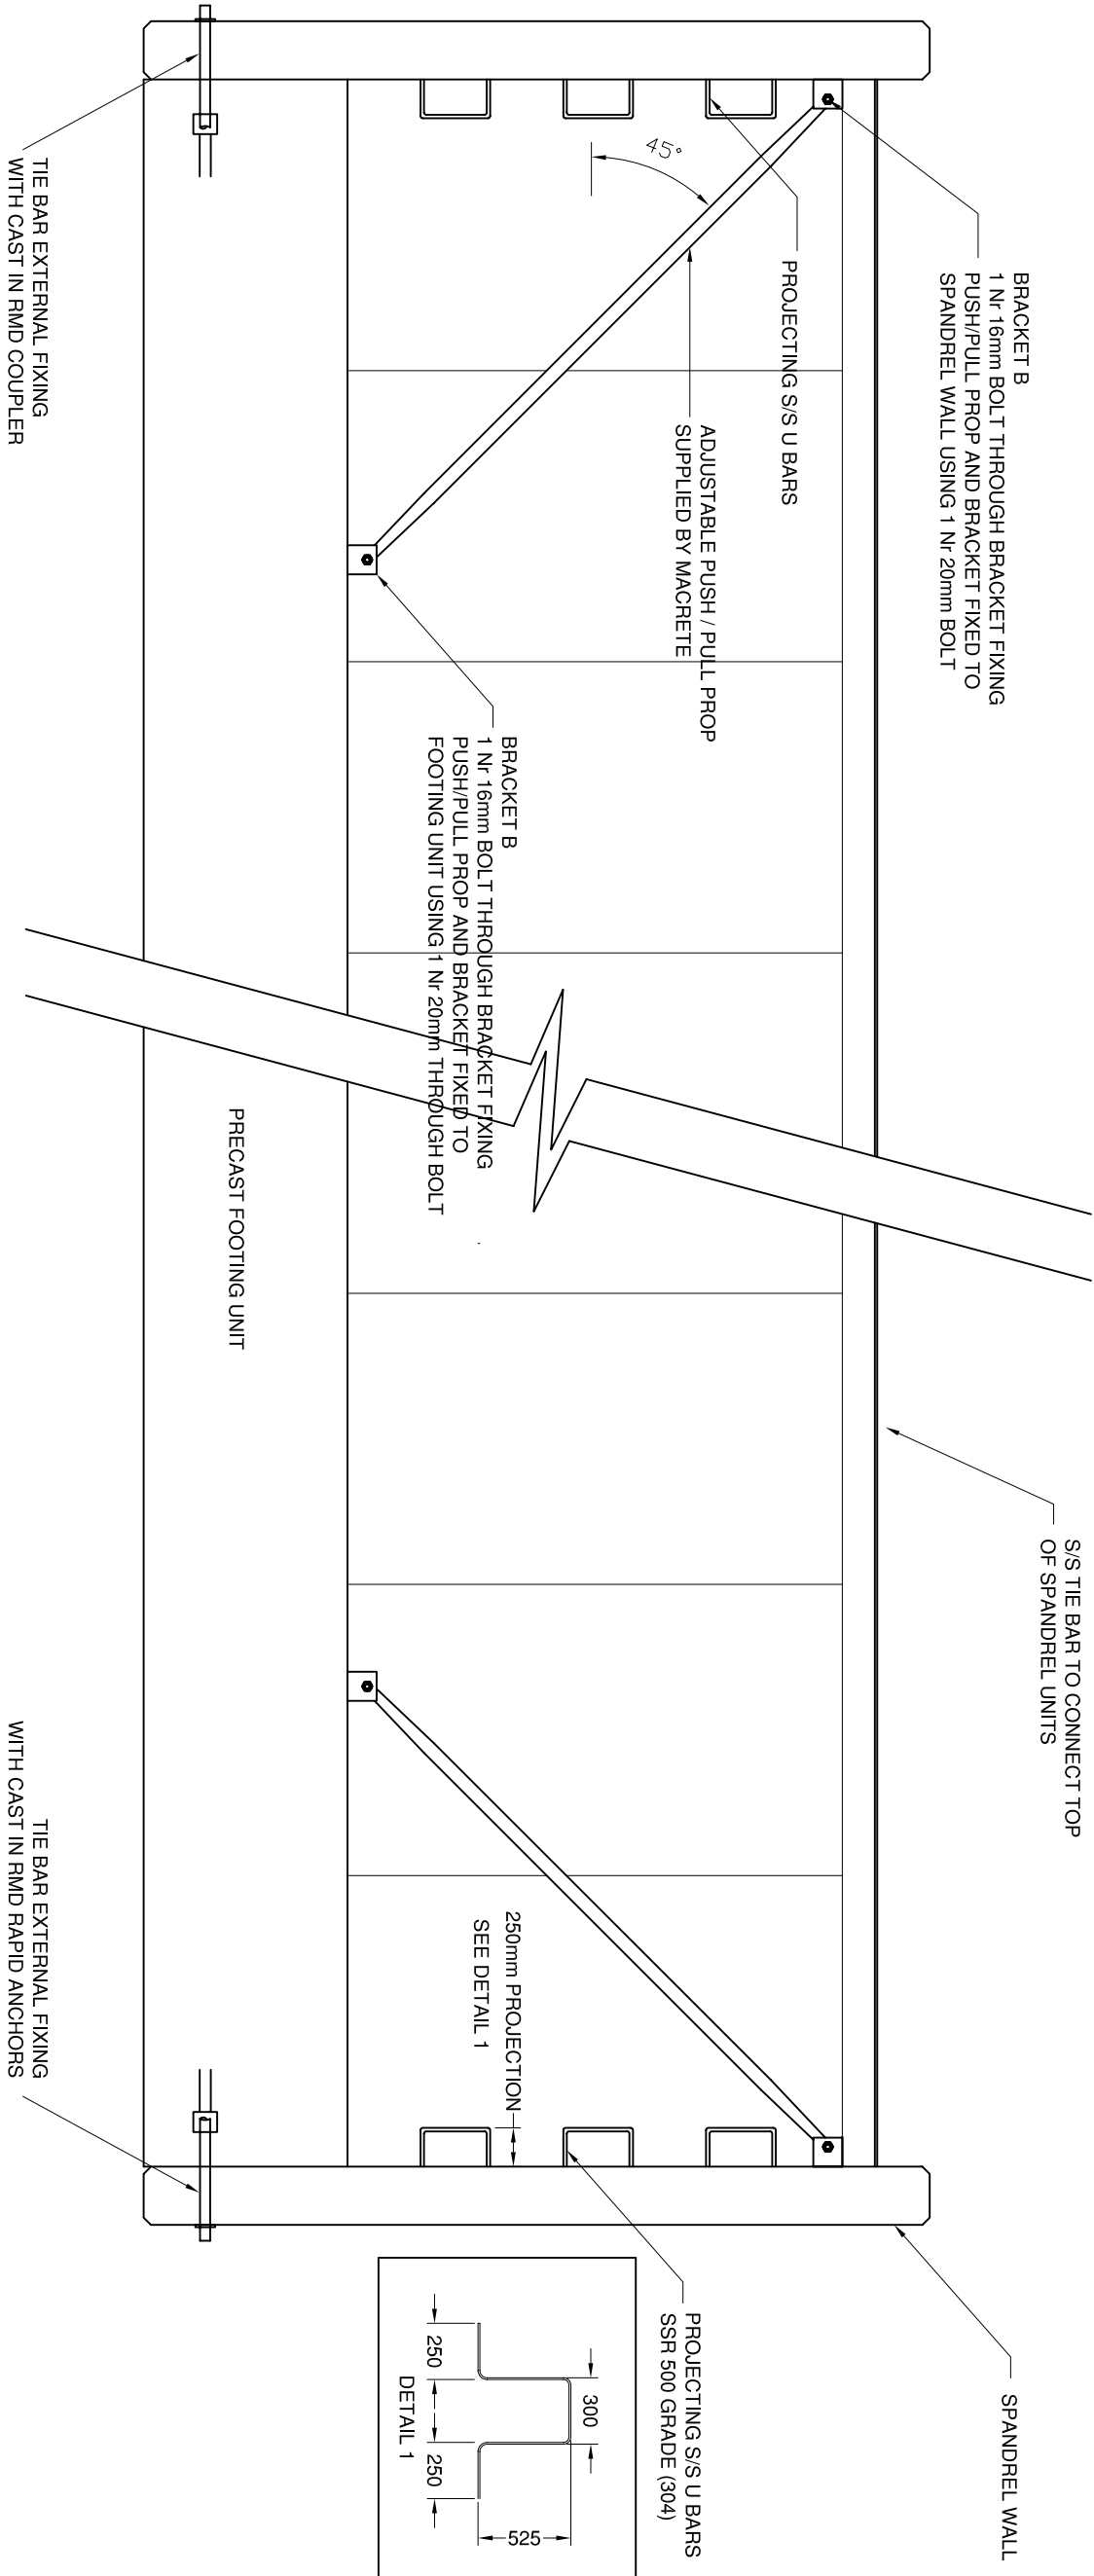 BRACKET B
1 Nr 16mm BOLT THROUGH BRACKET FIXING
PUSH/PULL PROP AND BRACKET FIXED TO
SPANDREL WALL USING 1 Nr 20mm BOLT
S/S TIE BAR TO CONNECT TOP
OF SPANDREL UNITS
SPANDREL WALL
PROJECTING S/S U BARS
ADJUSTABLE PUSH / PULL PROP
SUPPLIED BY MACRETE
45°
BRACKET B
1 Nr 16mm BOLT THROUGH BRACKET FIXING
PUSH/PULL PROP AND BRACKET FIXED TO
FOOTING UNIT USING 1 Nr 20mm THROUGH BOLT
250mm PROJECTION
SEE DETAIL 1
PROJECTING S/S U BARS
SSR 500 GRADE (304)
300
525
250
250
DETAIL 1
PRECAST FOOTING UNIT
TIE BAR EXTERNAL FIXING
WITH CAST IN RMD COUPLER
TIE BAR EXTERNAL FIXING
WITH CAST IN RMD RAPID ANCHORS